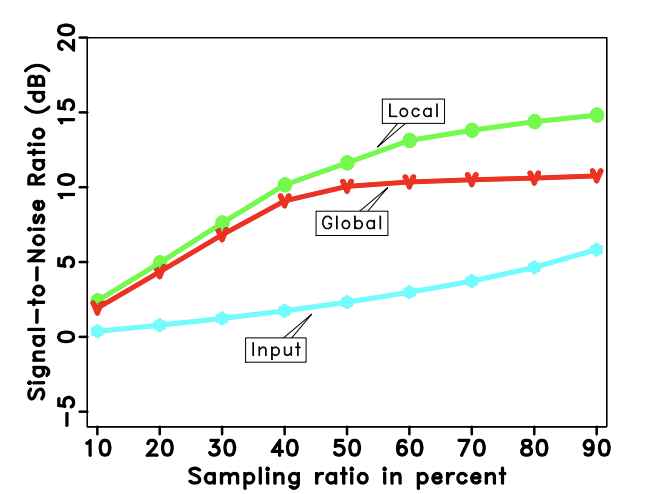 Signal-to-Noise Ratio (dB)
20
15
10
5
0
-5
Local
Global
Input
10 20 30 40 50 60 70 80 90
Sampling ratio in percent